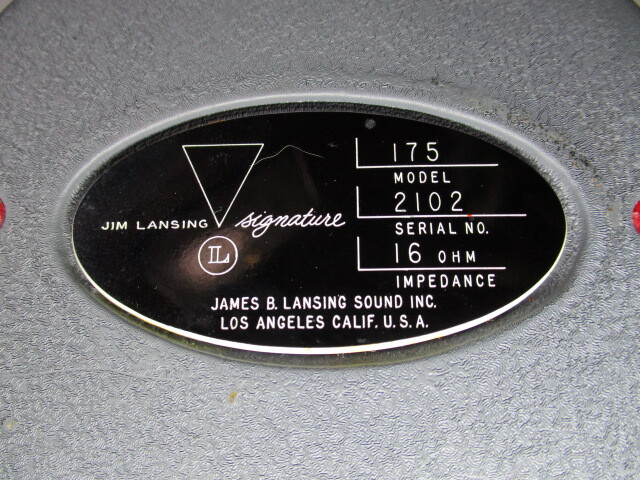 175
MODEL
2102
SERIAL NO.
16 OHM
IMPEDANCE
JIM LANSING signature
JL
JAMES B. LANSING SOUND INC.
LOS ANGELES CALIF. U.S.A.